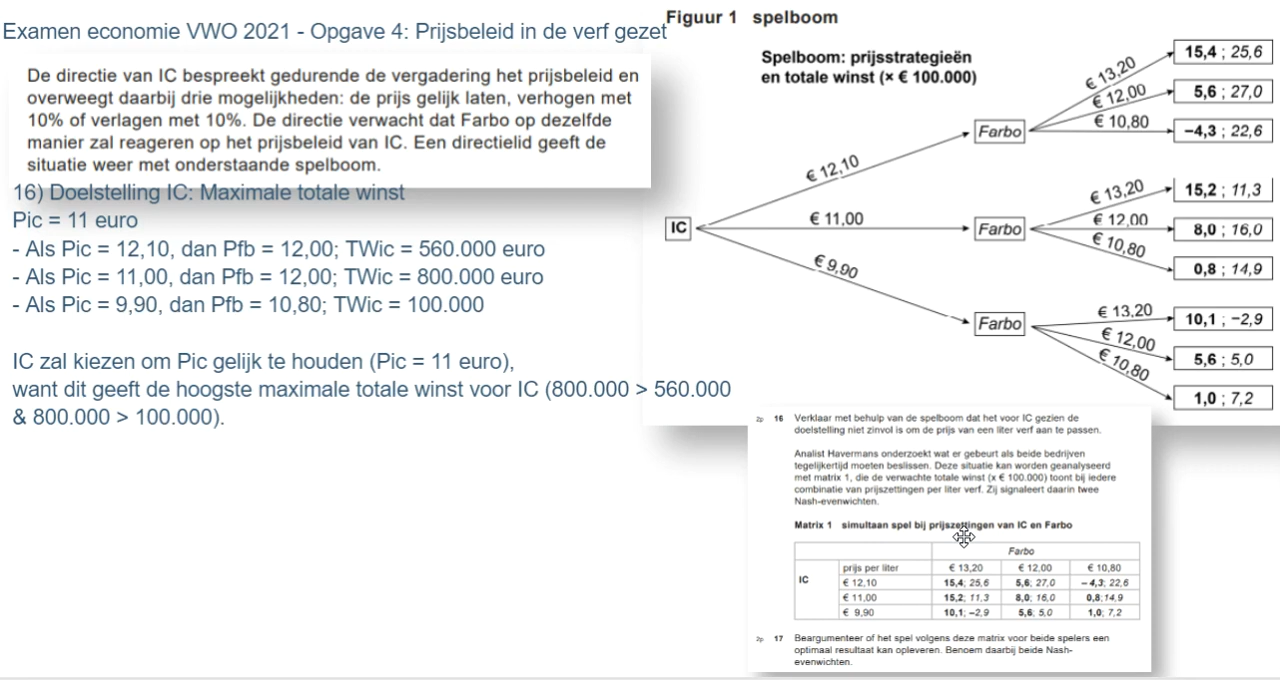 Examen economie VWO 2021 - Opgave 4: Prijsbeleid in de verf gezet
De directie van IC bespreekt gedurende de vergadering het prijsbeleid en
overweegt daarbij drie mogelijkheden: de prijs gelijk laten, verhogen met
10% of verlagen met 10%. De directie verwacht dat Farbo op dezelfde
manier zal reageren op het prijsbeleid van IC. Een directielid geeft de
situatie weer met onderstaande spelboom.
16) Doelstelling IC: Maximale totale winst
Pic = 11 euro
- Als Pic = 12,10, dan Pfb = 12,00; TWic = 560.000 euro
- Als Pic = 11,00, dan Pfb = 12,00; TWic = 800.000 euro
- Als Pic = 9,90, dan Pfb = 10,80; TWic = 100.000
IC zal kiezen om Pic gelijk te houden (Pic = 11 euro),
want dit geeft de hoogste maximale totale winst voor IC (800.000 > 560.000
& 800.000 > 100.000).
Figuur 1 spelboom
Spelboom: prijsstrategieën
en totale winst (× € 100.000)
IC
€ 12,10
Farbo
€ 13,20
15,4 ; 25,6
€ 12,00
5,6 ; 27,0
€ 10,80
−4,3 ; 22,6
€ 11,00
Farbo
€ 13,20
15,2 ; 11,3
€ 12,00
8,0 ; 16,0
€ 10,80
0,8 ; 14,9
€ 9,90
Farbo
€ 13,20
10,1 ; −2,9
€ 12,00
5,6 ; 5,0
€ 10,80
1,0 ; 7,2
2p 16 Verklaar met behulp van de spelboom dat het voor IC gezien de
doelstelling niet zinvol is om de prijs van een liter verf aan te passen.
Analist Havermans onderzoekt wat er gebeurt als beide bedrijven
tegelijkertijd moeten beslissen. Deze situatie kan worden geanalyseerd
met matrix 1, die de verwachte totale winst (x € 100.000) toont bij iedere
combinatie van prijszettingen per liter verf. Zij signaleert daarin twee
Nash-evenwichten.
Matrix 1 simultaan spel bij prijszettingen van IC en Farbo
Farbo
IC
prijs per liter € 13,20 € 12,00 € 10,80
€ 12,10 15,4; 25,6 5,6; 27,0 −4,3; 22,6
€ 11,00 15,2; 11,3 8,0; 16,0 0,8;14,9
€ 9,90 10,1; −2,9 5,6; 5,0 1,0; 7,2
2p 17 Beargumenteer of het spel volgens deze matrix voor beide spelers een
optimaal resultaat kan opleveren. Benoem daarbij beide Nash-
evenwichten.